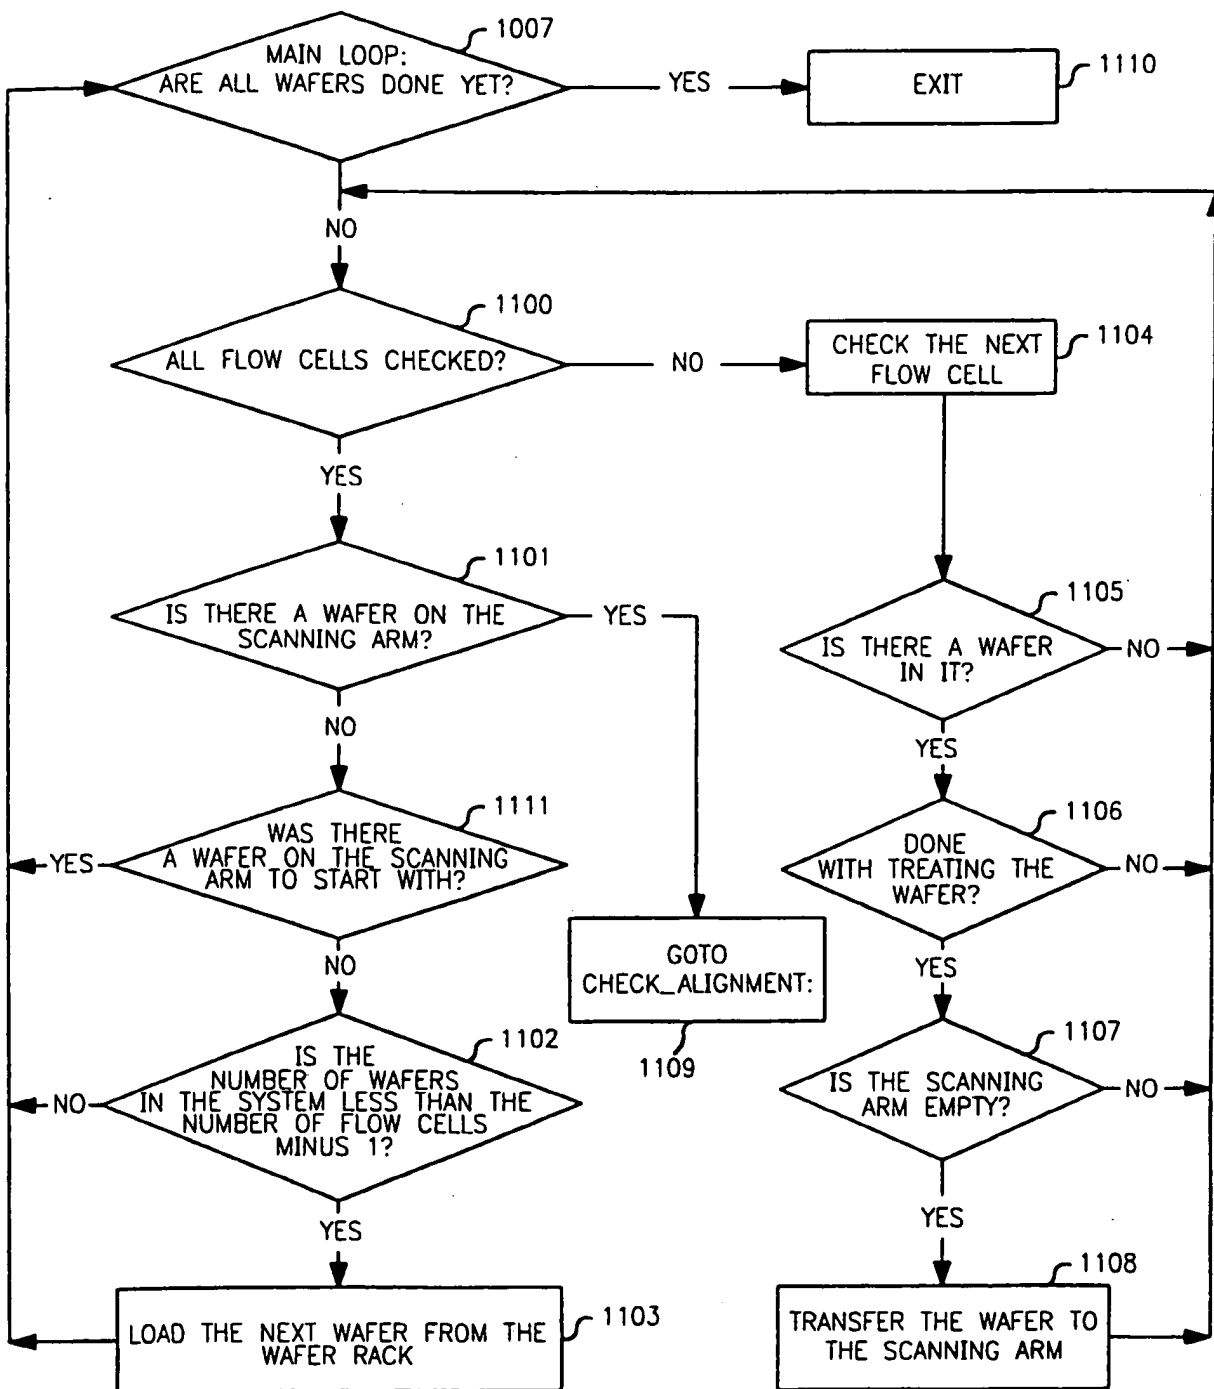 1007
MAIN LOOP:
ARE ALL WAFERS DONE YET?
YES
EXIT
1110
NO
1100
ALL FLOW CELLS CHECKED?
NO
CHECK THE NEXT
FLOW CELL
1104
YES
1101
IS THERE A WAFER ON THE
SCANNING ARM?
YES
1105
IS THERE A WAFER
IN IT?
NO
NO
YES
1111
WAS THERE
A WAFER ON THE SCANNING
ARM TO START WITH?
YES
1106
DONE
WITH TREATING THE
WAFER?
NO
GOTO
CHECK_ALIGNMENT:
1109
NO
YES
1102
IS THE
NUMBER OF WAFERS
IN THE SYSTEM LESS THAN THE
NUMBER OF FLOW CELLS
MINUS 1?
NO
1107
IS THE SCANNING
ARM EMPTY?
NO
YES
YES
1103
LOAD THE NEXT WAFER FROM THE
WAFER RACK
1108
TRANSFER THE WAFER TO
THE SCANNING ARM